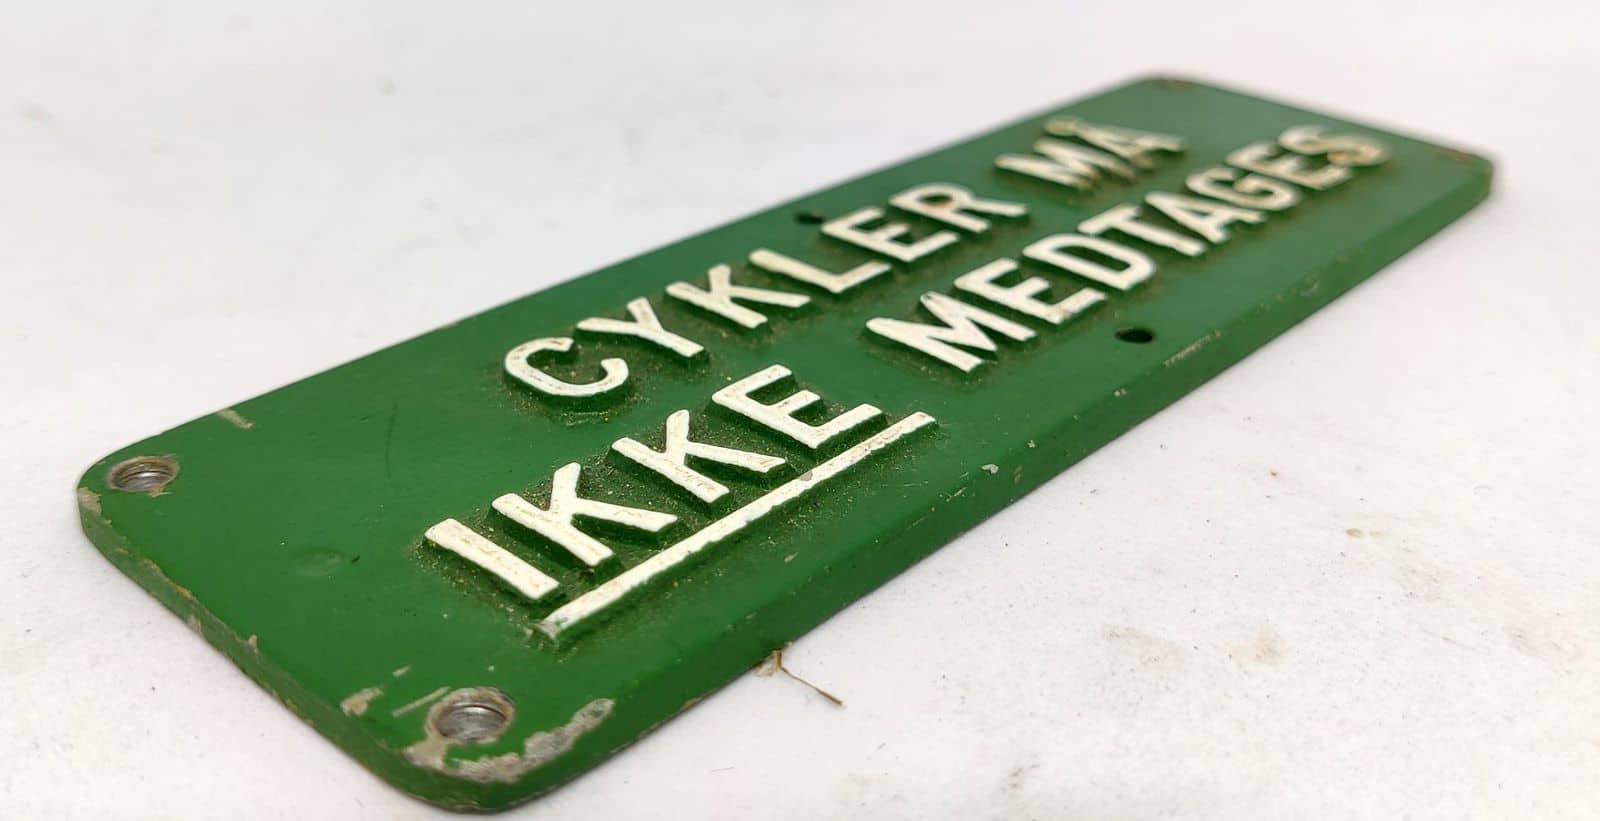 CYKLER MÅ
IKKE MEDTAGES